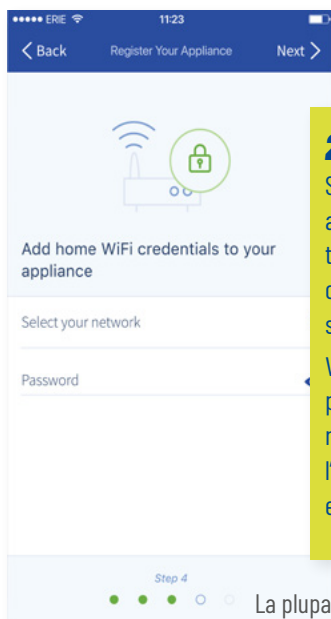 ERIE 11:23
Back Register Your Appliance Next
Add home WiFi credentials to your
appliance
Select your network
Password
Step 4
2
La plupa